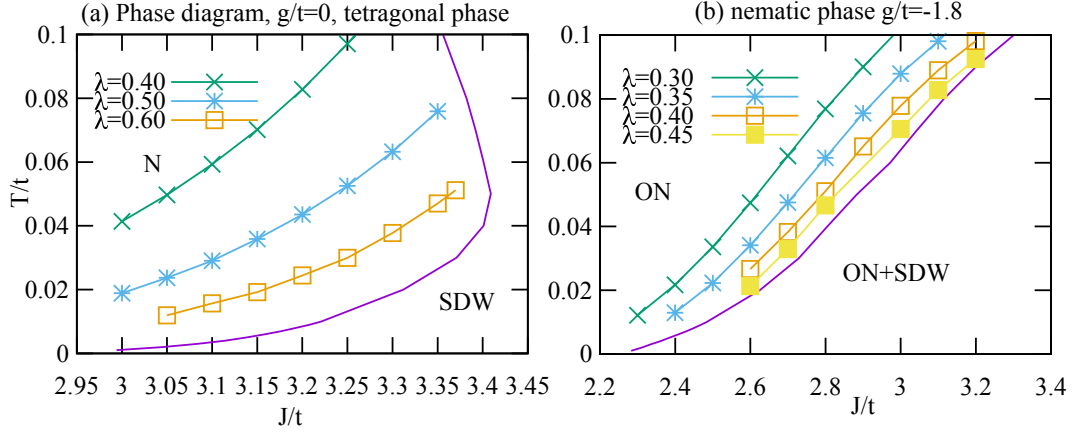 (a) Phase diagram, g/t=0, tetragonal phase
0.1
0.08
0.06
0.04
0.02
0
T/t
λ=0.40
λ=0.50
λ=0.60
N
SDW
2.95 3 3.05 3.1 3.15 3.2 3.25 3.3 3.35 3.4 3.45
J/t
(b) nematic phase g/t=-1.8
0.1
0.08
0.06
0.04
0.02
0
λ=0.30
λ=0.35
λ=0.40
λ=0.45
ON
ON+SDW
2.2 2.4 2.6 2.8 3 3.2 3.4
J/t